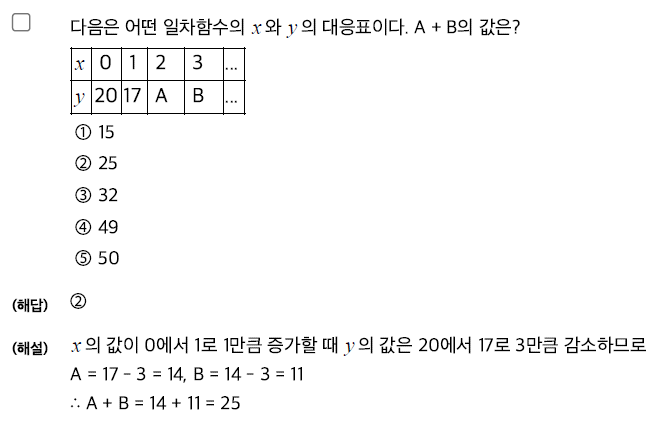 다음은 어떤 일차함수의 x와 y의 대응표이다. A + B의 값은?
x 0 1 2 3 ...
y 20 17 A B ...
① 15
② 25
③ 32
④ 49
⑤ 50
(해답) ②
(해설) x의 값이 0에서 1로 1만큼 증가할 때 y의 값은 20에서 17로 3만큼 감소하므로
A = 17 - 3 = 14, B = 14 - 3 = 11
∴ A + B = 14 + 11 = 25